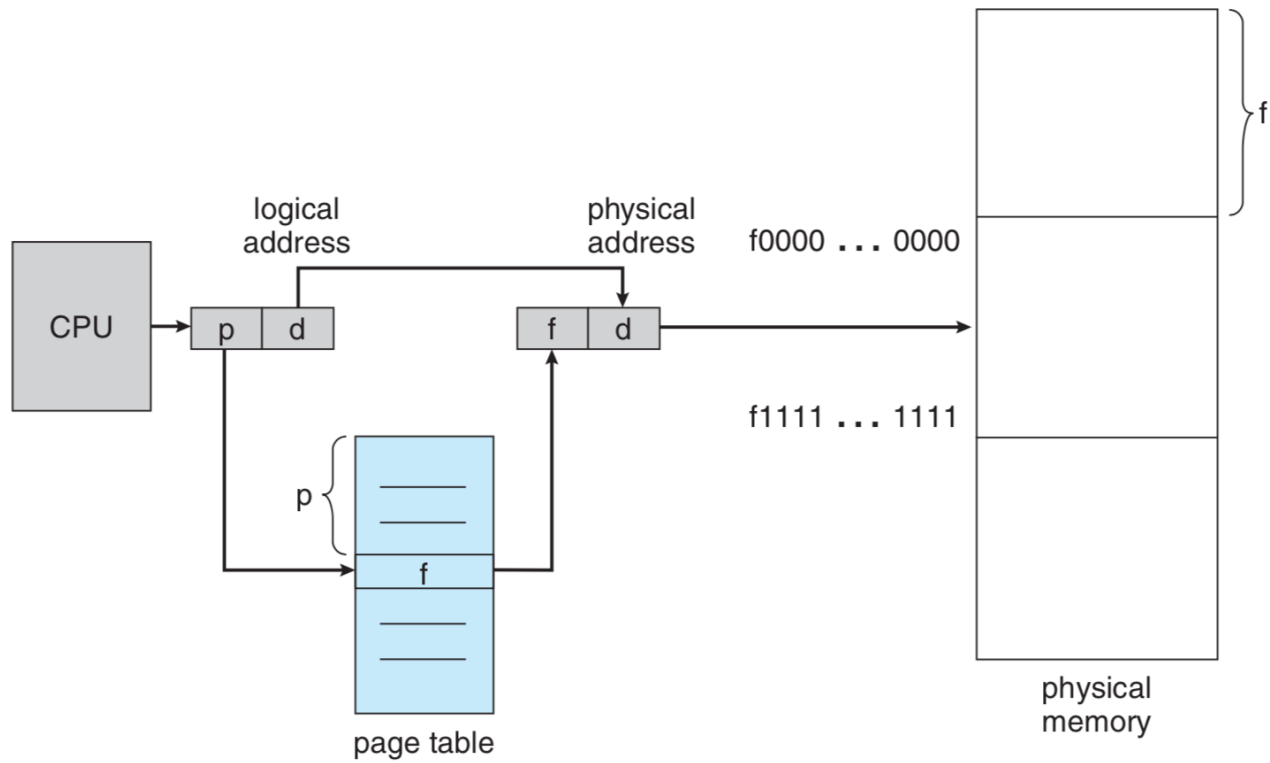 f
logical
address
physical
address
f0000 ... 0000
CPU
p
d
f
d
f1111 ... 1111
p
f
page table
physical
memory